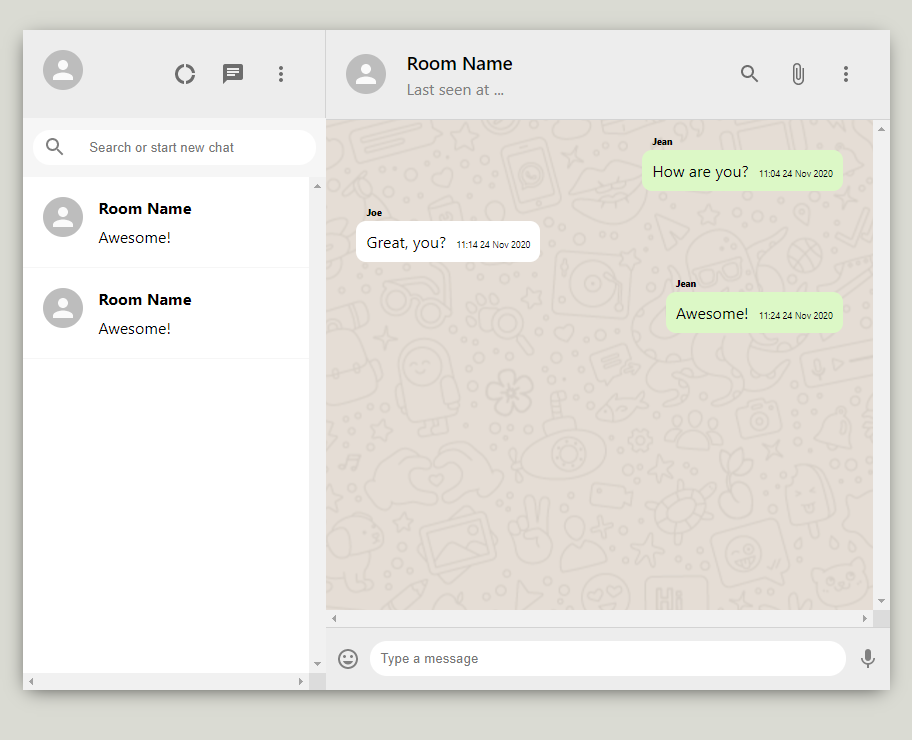 Search or start new chat
Room Name
Awesome!
Room Name
Awesome!
Room Name
Last seen at ...
Jean
How are you? 11:04 24 Nov 2020
Joe
Great, you? 11:14 24 Nov 2020
Jean
Awesome! 11:24 24 Nov 2020
Hi
Type a message